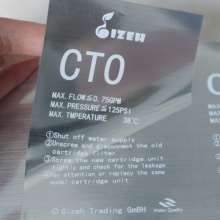 GIZEH
CTO
MAX. FLOW≦0.75GPM
MAX. PRESSURE≦125PSI
MAX. TMPERATURE 38℃
①Shut off water supply
②Unscrew and disconnect the old
cartridge filter
③Screw the new cartridge unit
tightly and check for the leakage
Pay attention or replacy the same
model cartridge unit
© Gizeh Trading GmbH
Water Quality